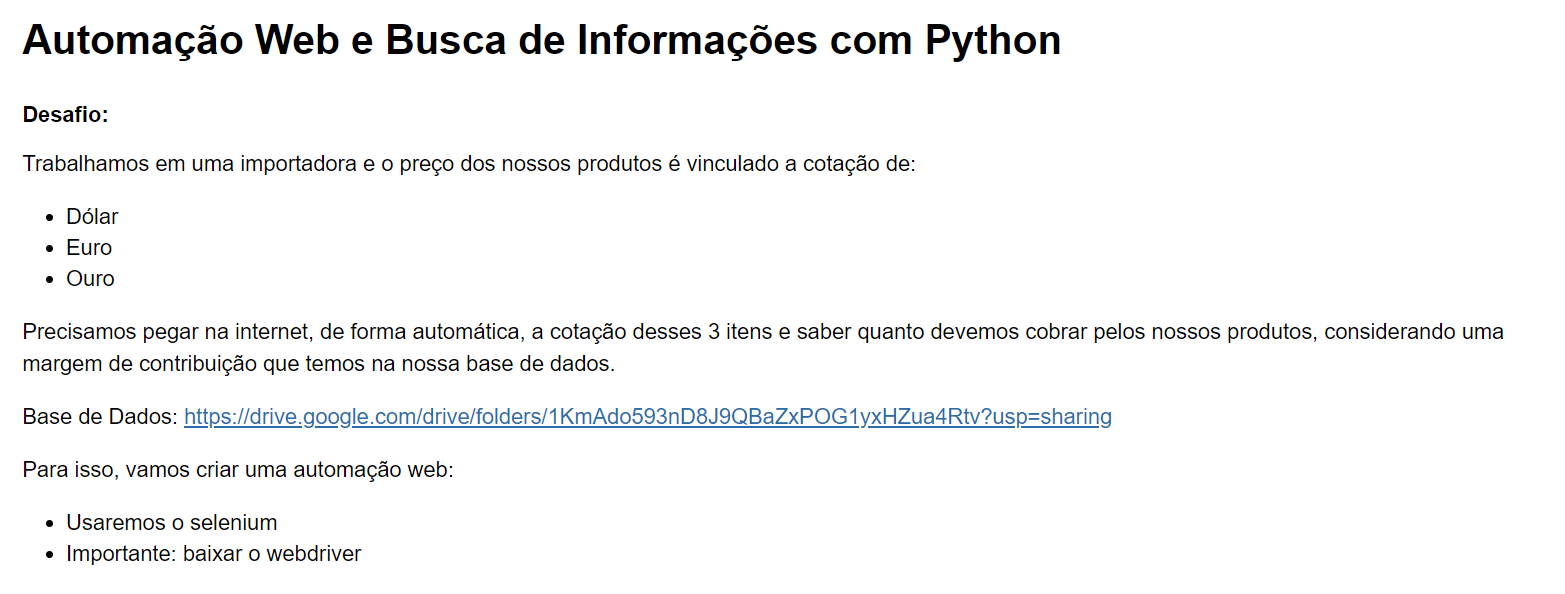 Automação Web e Busca de Informações com Python
Desafio:
Trabalhamos em uma importadora e o preço dos nossos produtos é vinculado a cotação de:
• Dólar
• Euro
• Ouro
Precisamos pegar na internet, de forma automática, a cotação desses 3 itens e saber quanto devemos cobrar pelos nossos produtos, considerando uma
margem de contribuição que temos na nossa base de dados.
Base de Dados: https://drive.google.com/drive/folders/1KmAdo593nD8J9QBaZxPOG1yxHZua4Rtv?usp=sharing
Para isso, vamos criar uma automação web:
• Usaremos o selenium
• Importante: baixar o webdriver